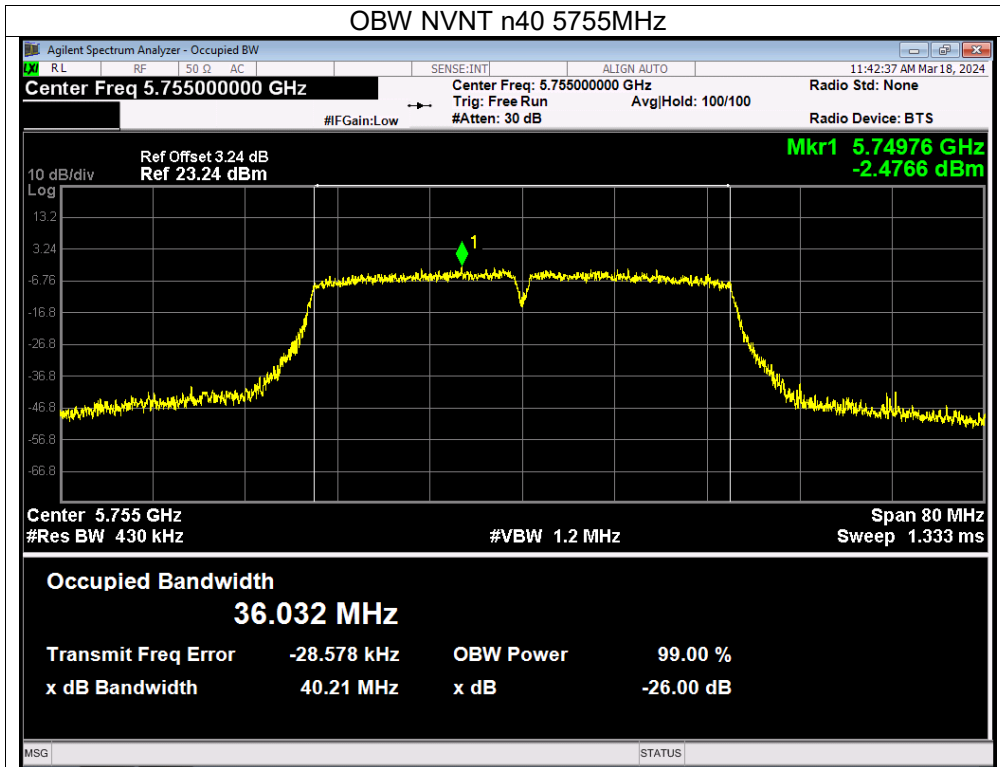 OBW NVNT n40 5755MHz
Agilent Spectrum Analyzer - Occupied BW
LXI RL RF 50 Ω AC SENSE:INT ALIGN AUTO 11:42:37 AM Mar 18, 2024
Center Freq 5.755000000 GHz Center Freq: 5.755000000 GHz Radio Std: None
Trig: Free Run Avg|Hold: 100/100
#IFGain:Low #Atten: 30 dB Radio Device: BTS
Mkr1 5.74976 GHz
-2.4766 dBm
Ref Offset 3.24 dB
10 dB/div Ref 23.24 dBm
Log
13.2
3.24
1
-6.76
-16.8
-26.8
-36.8
-46.8
-56.8
-66.8
Center 5.755 GHz Span 80 MHz
#Res BW 430 kHz #VBW 1.2 MHz Sweep 1.333 ms
Occupied Bandwidth
36.032 MHz
Transmit Freq Error -28.578 kHz OBW Power 99.00 %
x dB Bandwidth 40.21 MHz x dB -26.00 dB
MSG STATUS